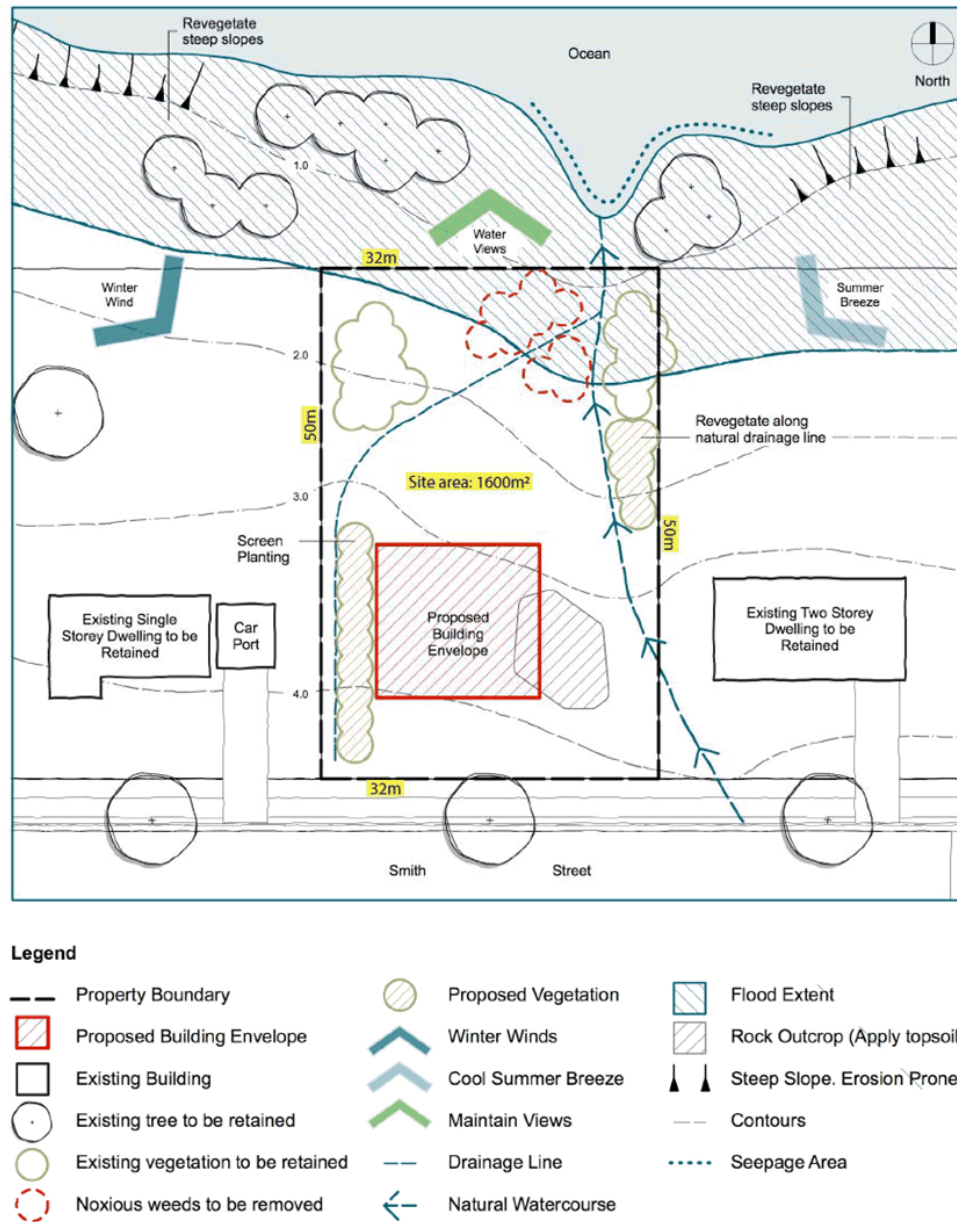 Revegetate
steep slopes
Ocean
North
Revegetate
steep slopes
1.0
Water
Views
32m
Winter
Wind
Summer
Breeze
2.0
50m
Revegetate along
natural drainage line
Site area: 1600m²
3.0
50m
Screen
Planting
Existing Single
Storey Dwelling to be
Retained
Car
Port
Proposed
Building
Envelope
Existing Two Storey
Dwelling to be
Retained
4.0
32m
Smith Street
Legend
Property Boundary
Proposed Building Envelope
Existing Building
Existing tree to be retained
Existing vegetation to be retained
Noxious weeds to be removed
Proposed Vegetation
Winter Winds
Cool Summer Breeze
Maintain Views
Drainage Line
Natural Watercourse
Flood Extent
Rock Outcrop (Apply topsoil
Steep Slope. Erosion Prone
Contours
Seepage Area